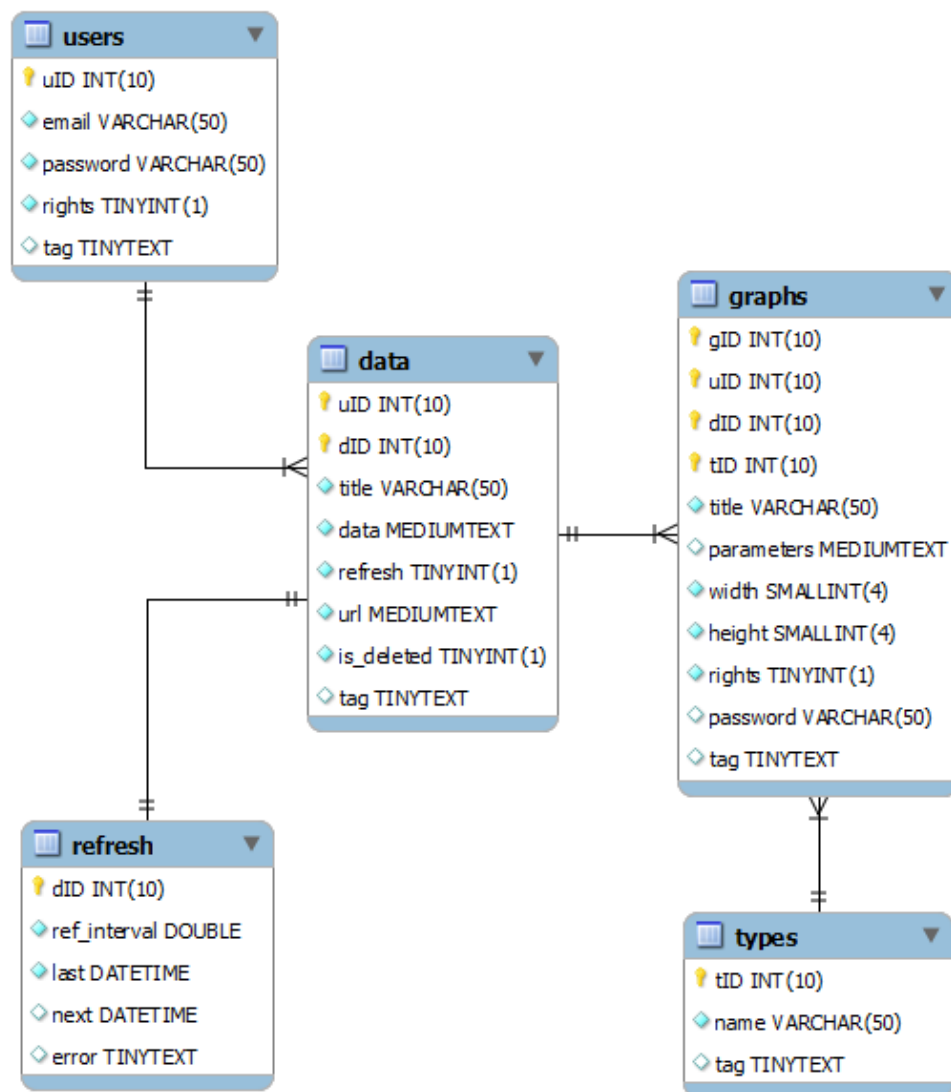 users
uID INT(10)
email VARCHAR(50)
password VARCHAR(50)
rights TINYINT(1)
tag TINYTEXT
data
uID INT(10)
dID INT(10)
title VARCHAR(50)
data MEDIUMTEXT
refresh TINYINT(1)
url MEDIUMTEXT
is_deleted TINYINT(1)
tag TINYTEXT
graphs
gID INT(10)
uID INT(10)
dID INT(10)
tID INT(10)
title VARCHAR(50)
parameters MEDIUMTEXT
width SMALLINT(4)
height SMALLINT(4)
rights TINYINT(1)
password VARCHAR(50)
tag TINYTEXT
refresh
dID INT(10)
ref_interval DOUBLE
last DATETIME
next DATETIME
error TINYTEXT
types
tID INT(10)
name VARCHAR(50)
tag TINYTEXT